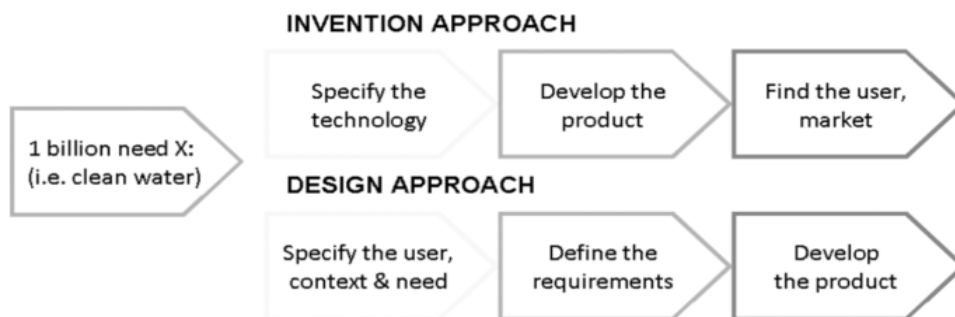 INVENTION APPROACH
Specify the
technology
Develop the
product
Find the user,
market
1 billion need X:
(i.e. clean water)
DESIGN APPROACH
Specify the user,
context & need
Define the
requirements
Develop
the product